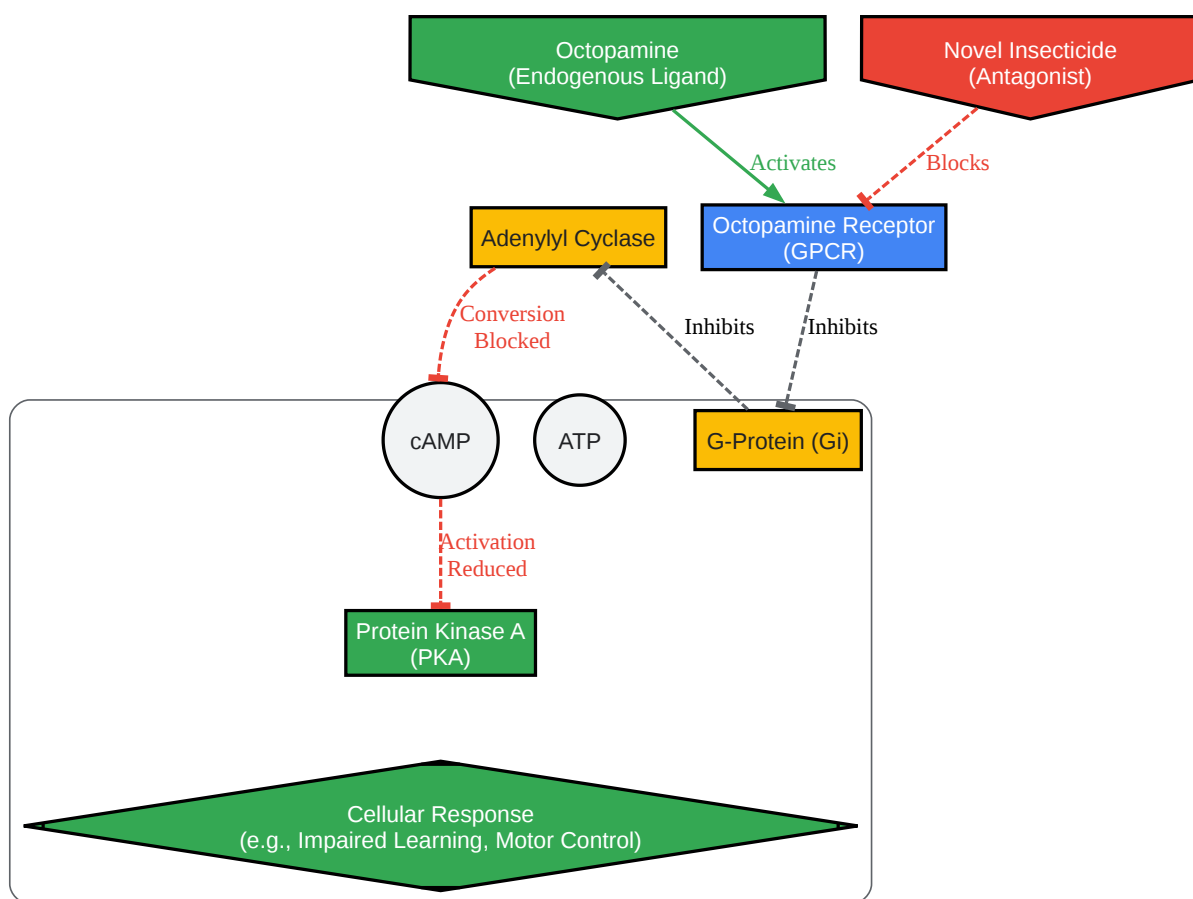 Octopamine
(Endogenous Ligand)
Novel Insecticide
(Antagonist)
Activates
Blocks
Adenylyl Cyclase
Octopamine Receptor
(GPCR)
Conversion
Blocked
Inhibits
Inhibits
cAMP
ATP
G-Protein (Gi)
Activation
Reduced
Protein Kinase A
(PKA)
Cellular Response
(e.g., Impaired Learning, Motor Control)